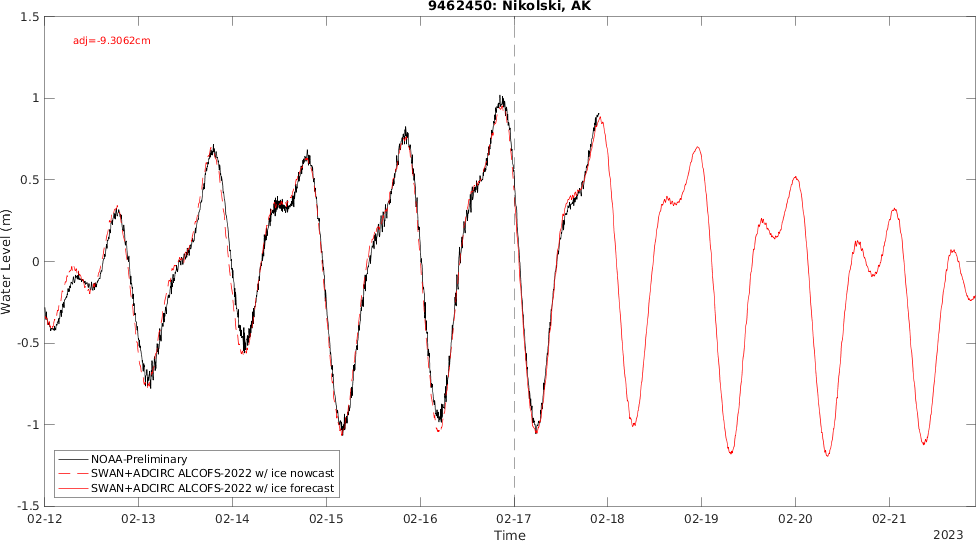 9462450: Nikolski, AK
adj=-9.3062cm
Water Level (m)
1.5
1
0.5
0
-0.5
-1
-1.5
NOAA-Preliminary
SWAN+ADCIRC ALCOFS-2022 w/ ice nowcast
SWAN+ADCIRC ALCOFS-2022 w/ ice forecast
02-12 02-13 02-14 02-15 02-16 02-17 02-18 02-19 02-20 02-21
Time
2023